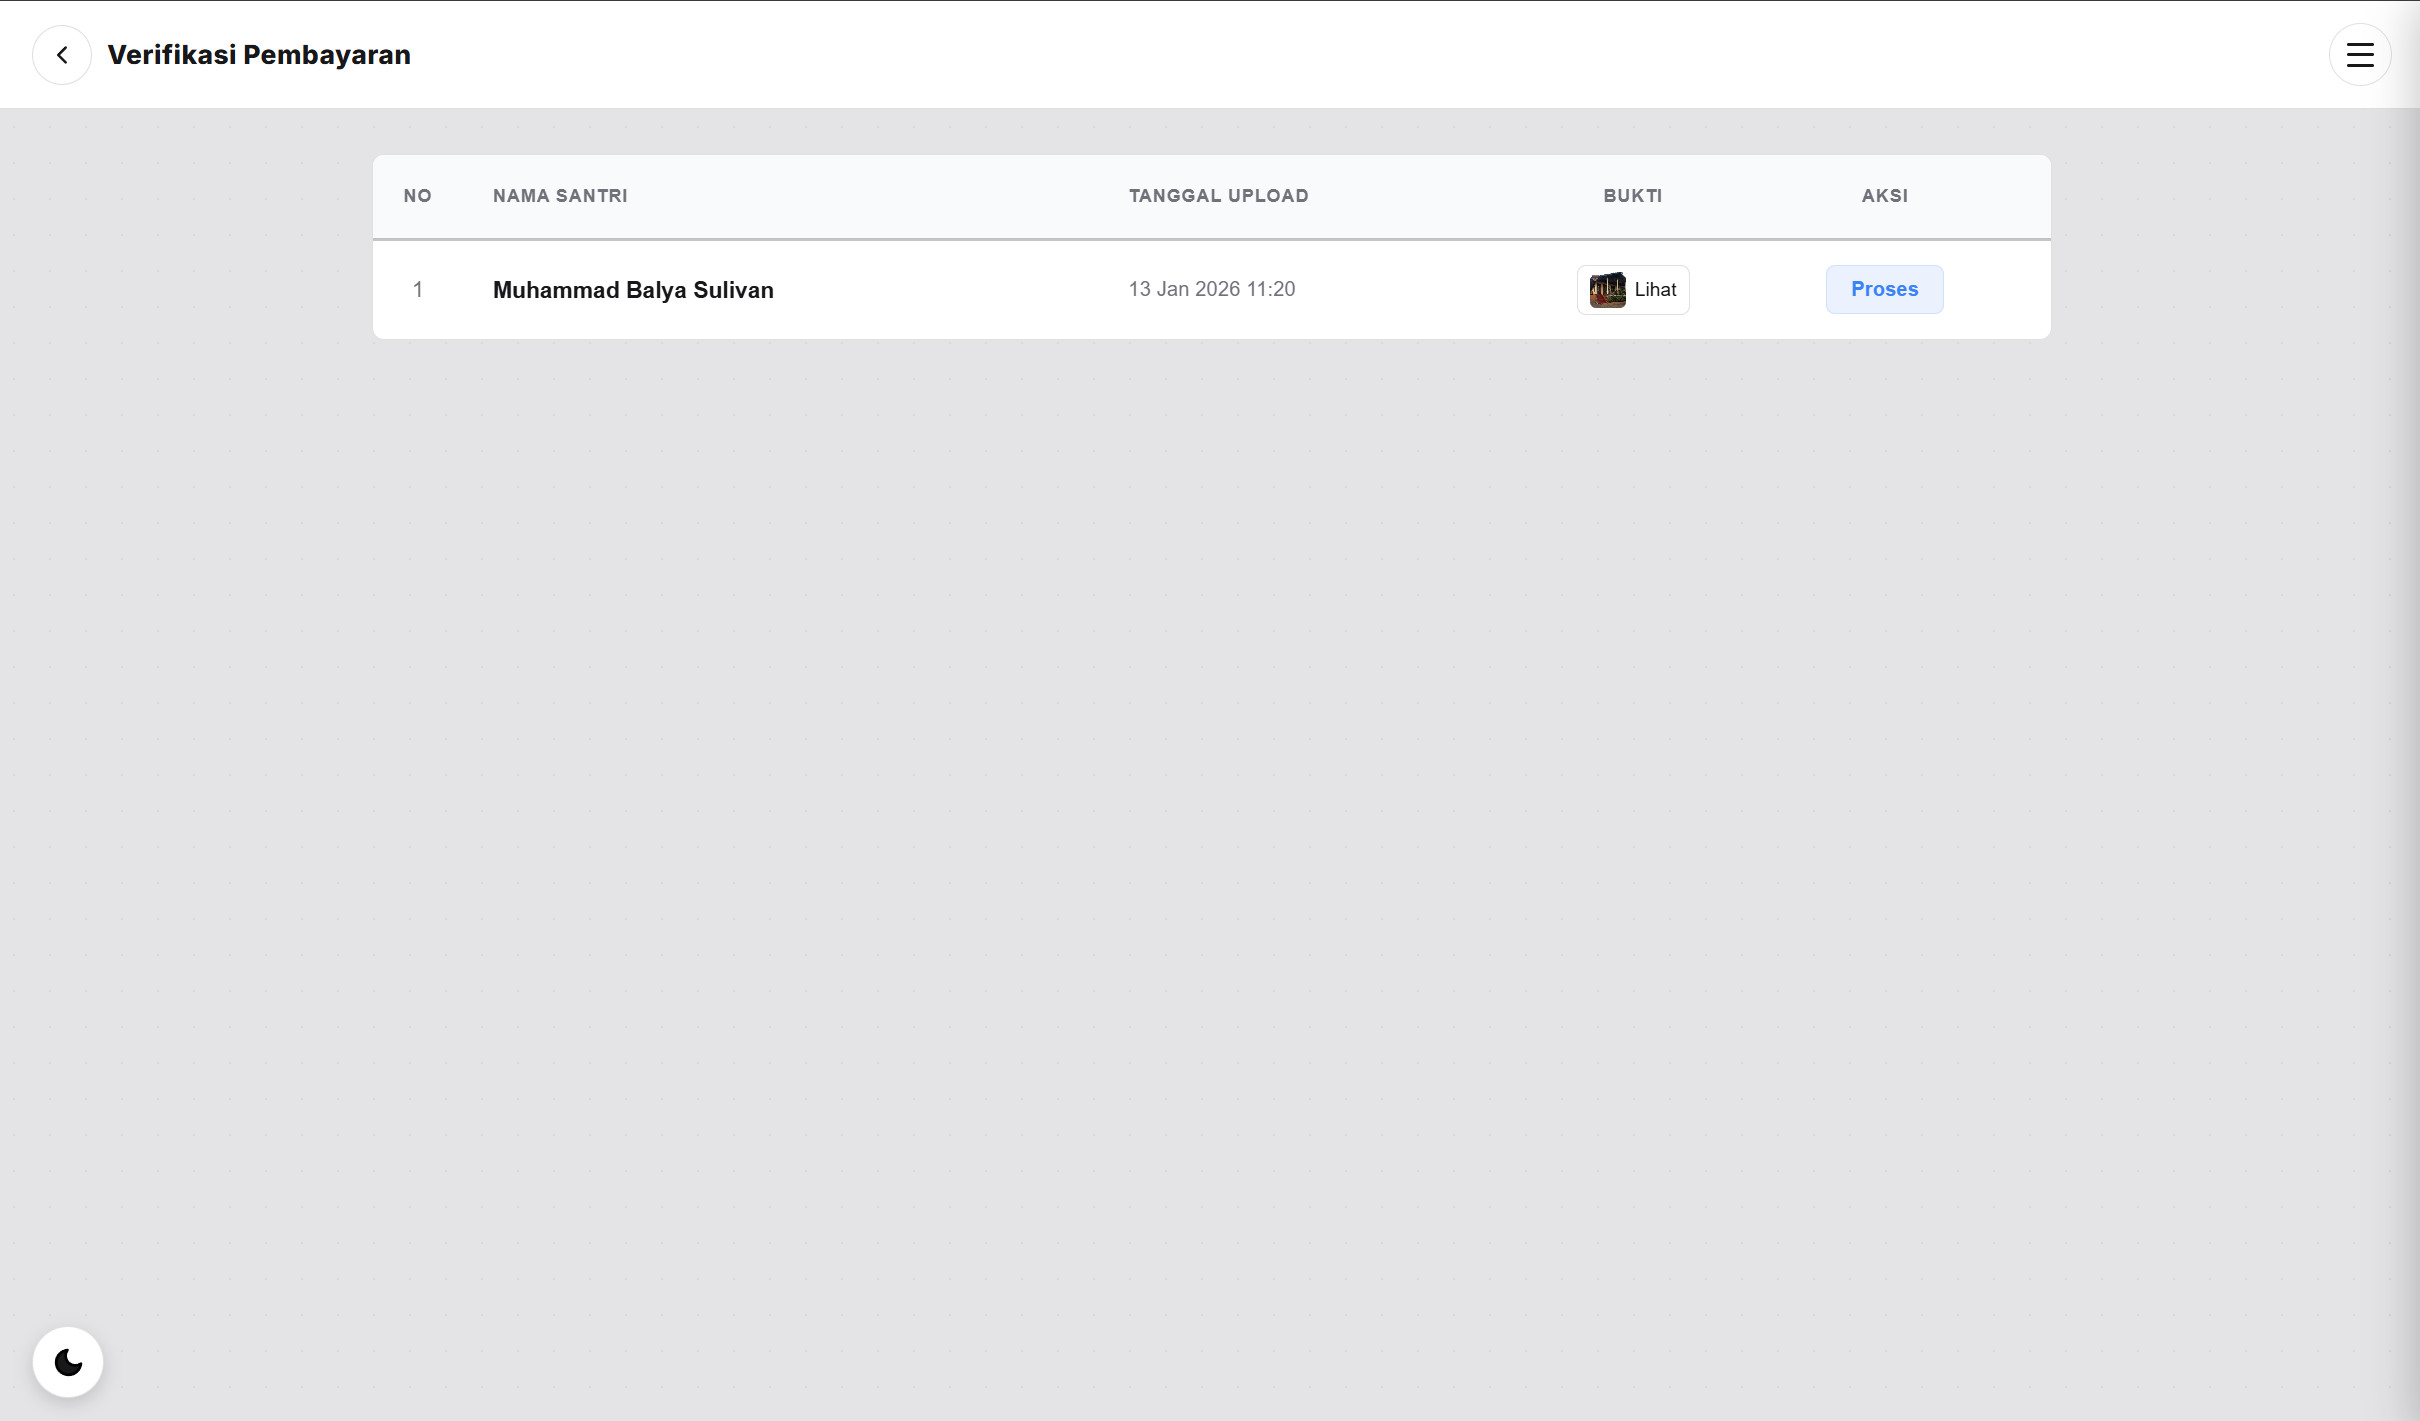 Verifikasi Pembayaran
NO NAMA SANTRI TANGGAL UPLOAD BUKTI AKSI
1 Muhammad Balya Sulivan 13 Jan 2026 11:20 Lihat Proses